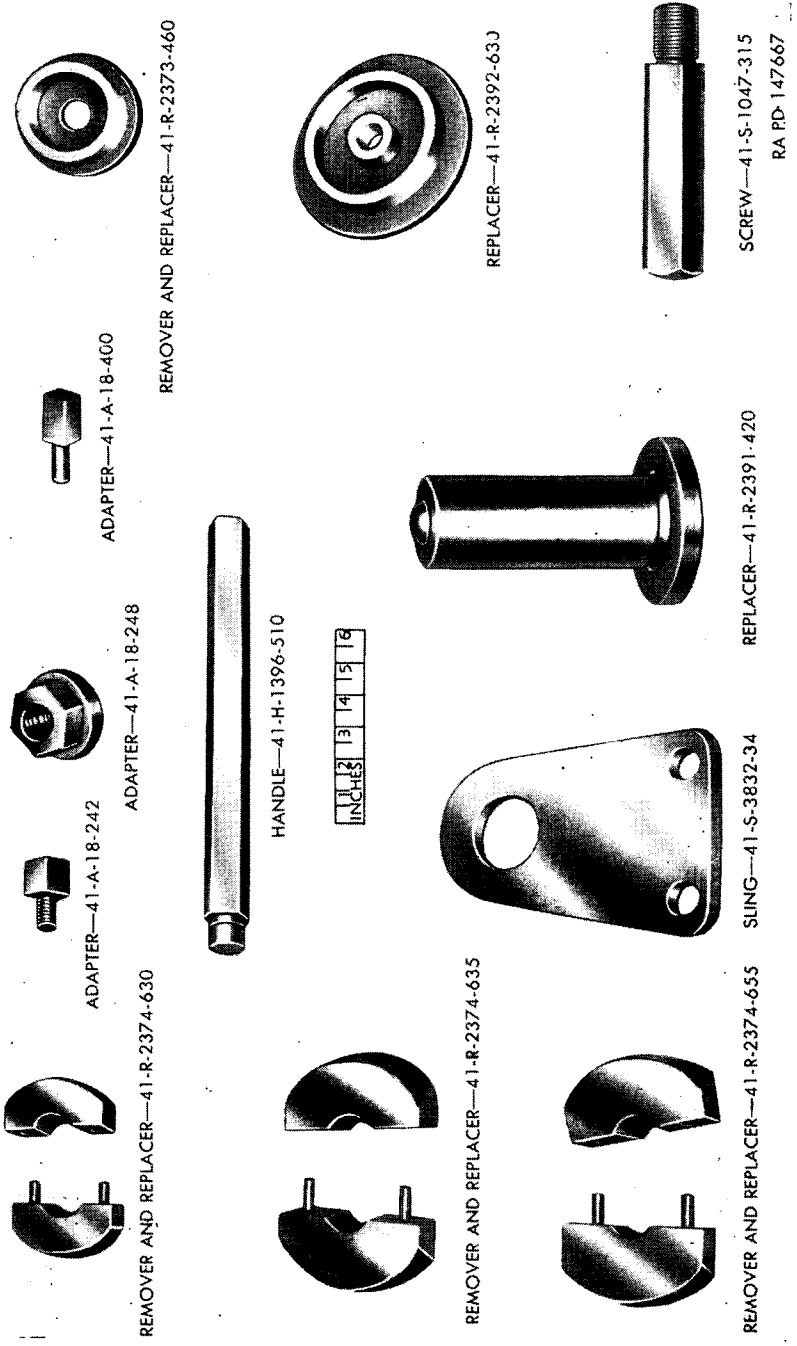 REMOVER AND REPLACER—41-R-2374-630
ADAPTER—41-A-18-242
ADAPTER—41-A-18-248
ADAPTER—41-A-18-400
REMOVER AND REPLACER—41-R-2373-460
HANDLE—41-H-1396-510
1 2 3 4 5 6
INCHES
REMOVER AND REPLACER—41-R-2374-635
REPLACER—41-R-2392-630
REMOVER AND REPLACER—41-R-2374-655
SLING—41-S-3832-34
REPLACER—41-R-2391-420
SCREW—41-S-1047-315
RA PD 147667